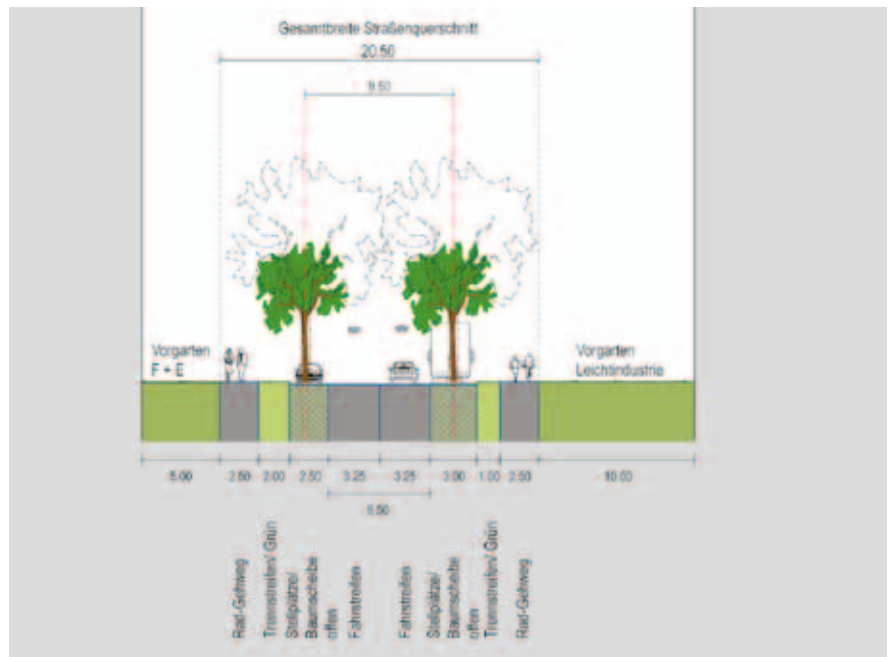 Gesamtbreite Straßenquerschnitt
20.50
9.50
Vorgarten
F + E
Vorgarten
Leichtindustrie
5.00 2.50 2.00 2.50 3.25 3.25 3.00 1.00 2.50 10.00
6.50
Rad-Gehweg
Trennstreifen/ Grün
Stellplätze/
Baumscheibe
offen
Fahrstreifen
Fahrstreifen
Stellplätze/
Baumscheibe
offen
Trennstreifen/ Grün
Rad-Gehweg